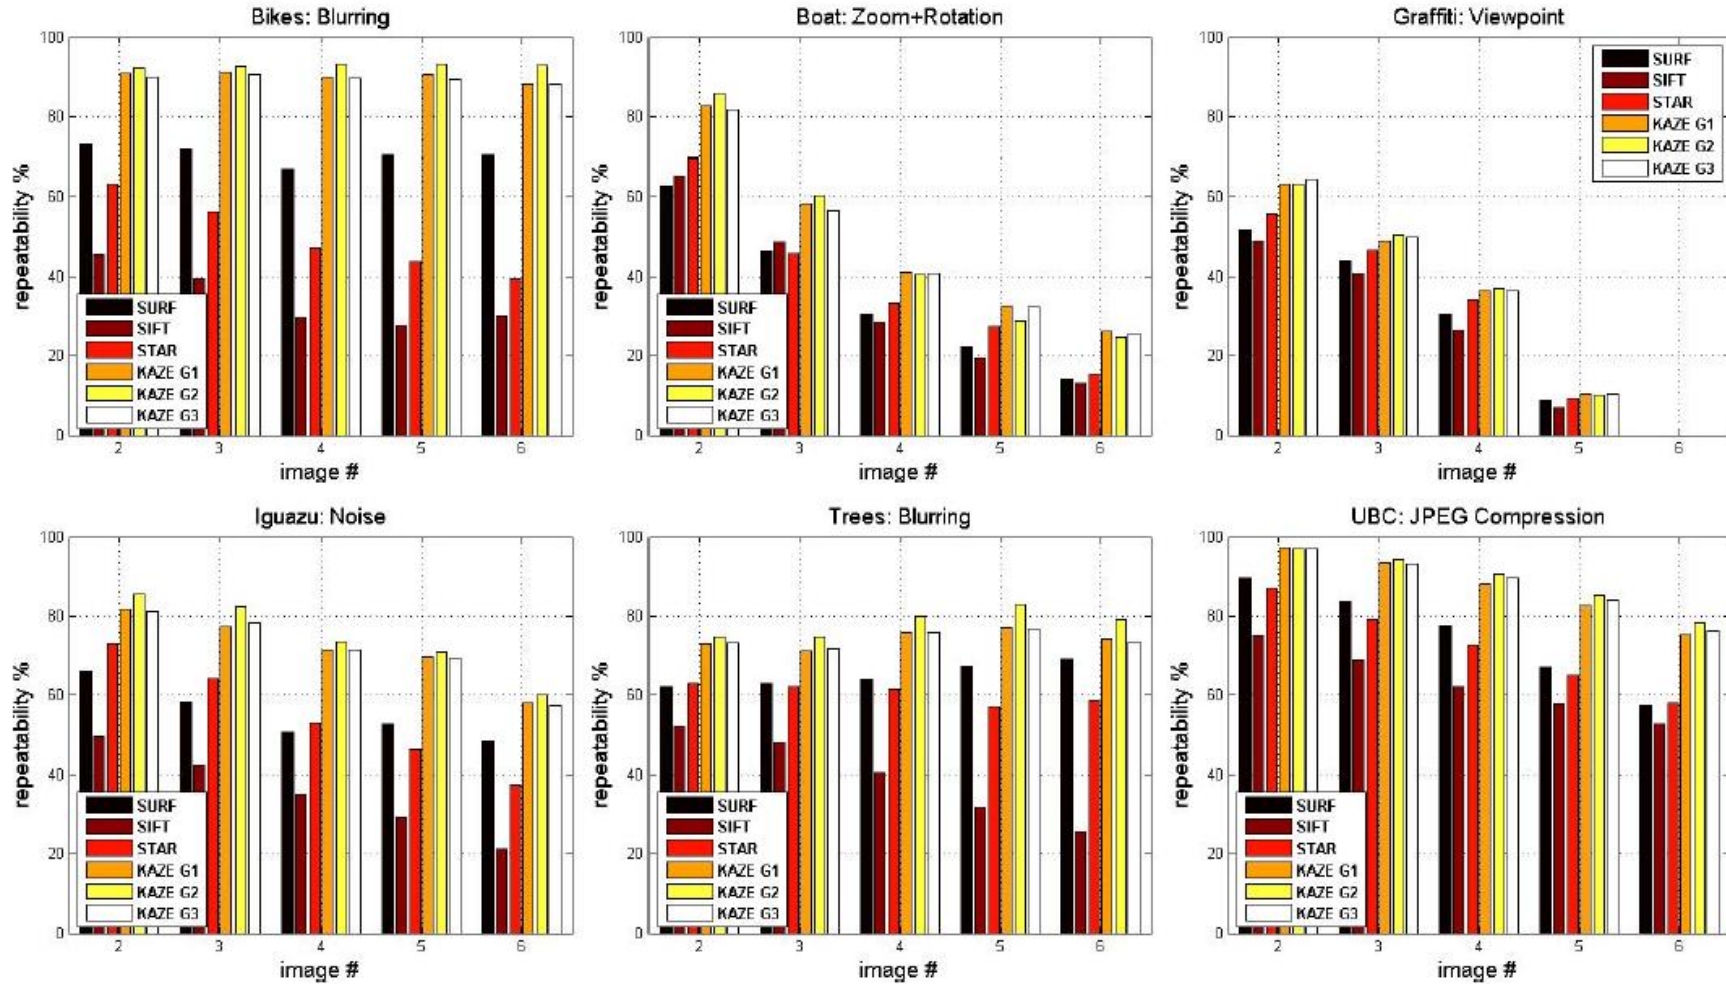 Bikes: Blurring
repeatability %
100
80
60
40
20
0
SURF
SIFT
STAR
KAZE G1
KAZE G2
KAZE G3
2 3 4 5 6
image #
Boat: Zoom+Rotation
repeatability %
100
80
60
40
20
0
SURF
SIFT
STAR
KAZE G1
KAZE G2
KAZE G3
2 3 4 5 6
image #
Graffiti: Viewpoint
repeatability %
100
80
60
40
20
0
SURF
SIFT
STAR
KAZE G1
KAZE G2
KAZE G3
2 3 4 5 6
image #
Iguazu: Noise
repeatability %
100
80
60
40
20
0
SURF
SIFT
STAR
KAZE G1
KAZE G2
KAZE G3
2 3 4 5 6
image #
Trees: Blurring
repeatability %
100
80
60
40
20
0
SURF
SIFT
STAR
KAZE G1
KAZE G2
KAZE G3
2 3 4 5 6
image #
UBC: JPEG Compression
repeatability %
100
80
60
40
20
0
SURF
SIFT
STAR
KAZE G1
KAZE G2
KAZE G3
2 3 4 5 6
image #